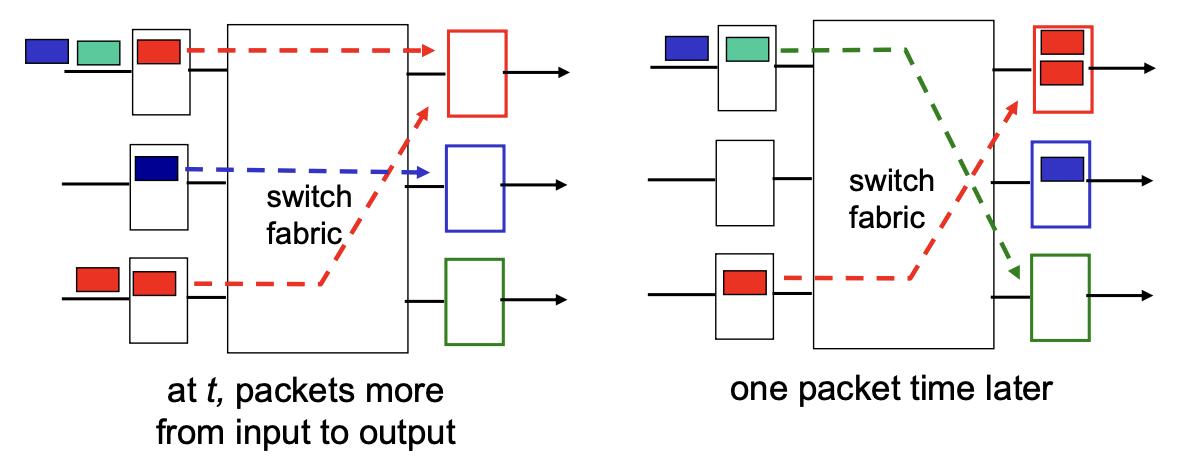 switch
fabric
at t, packets more
from input to output
switch
fabric
one packet time later